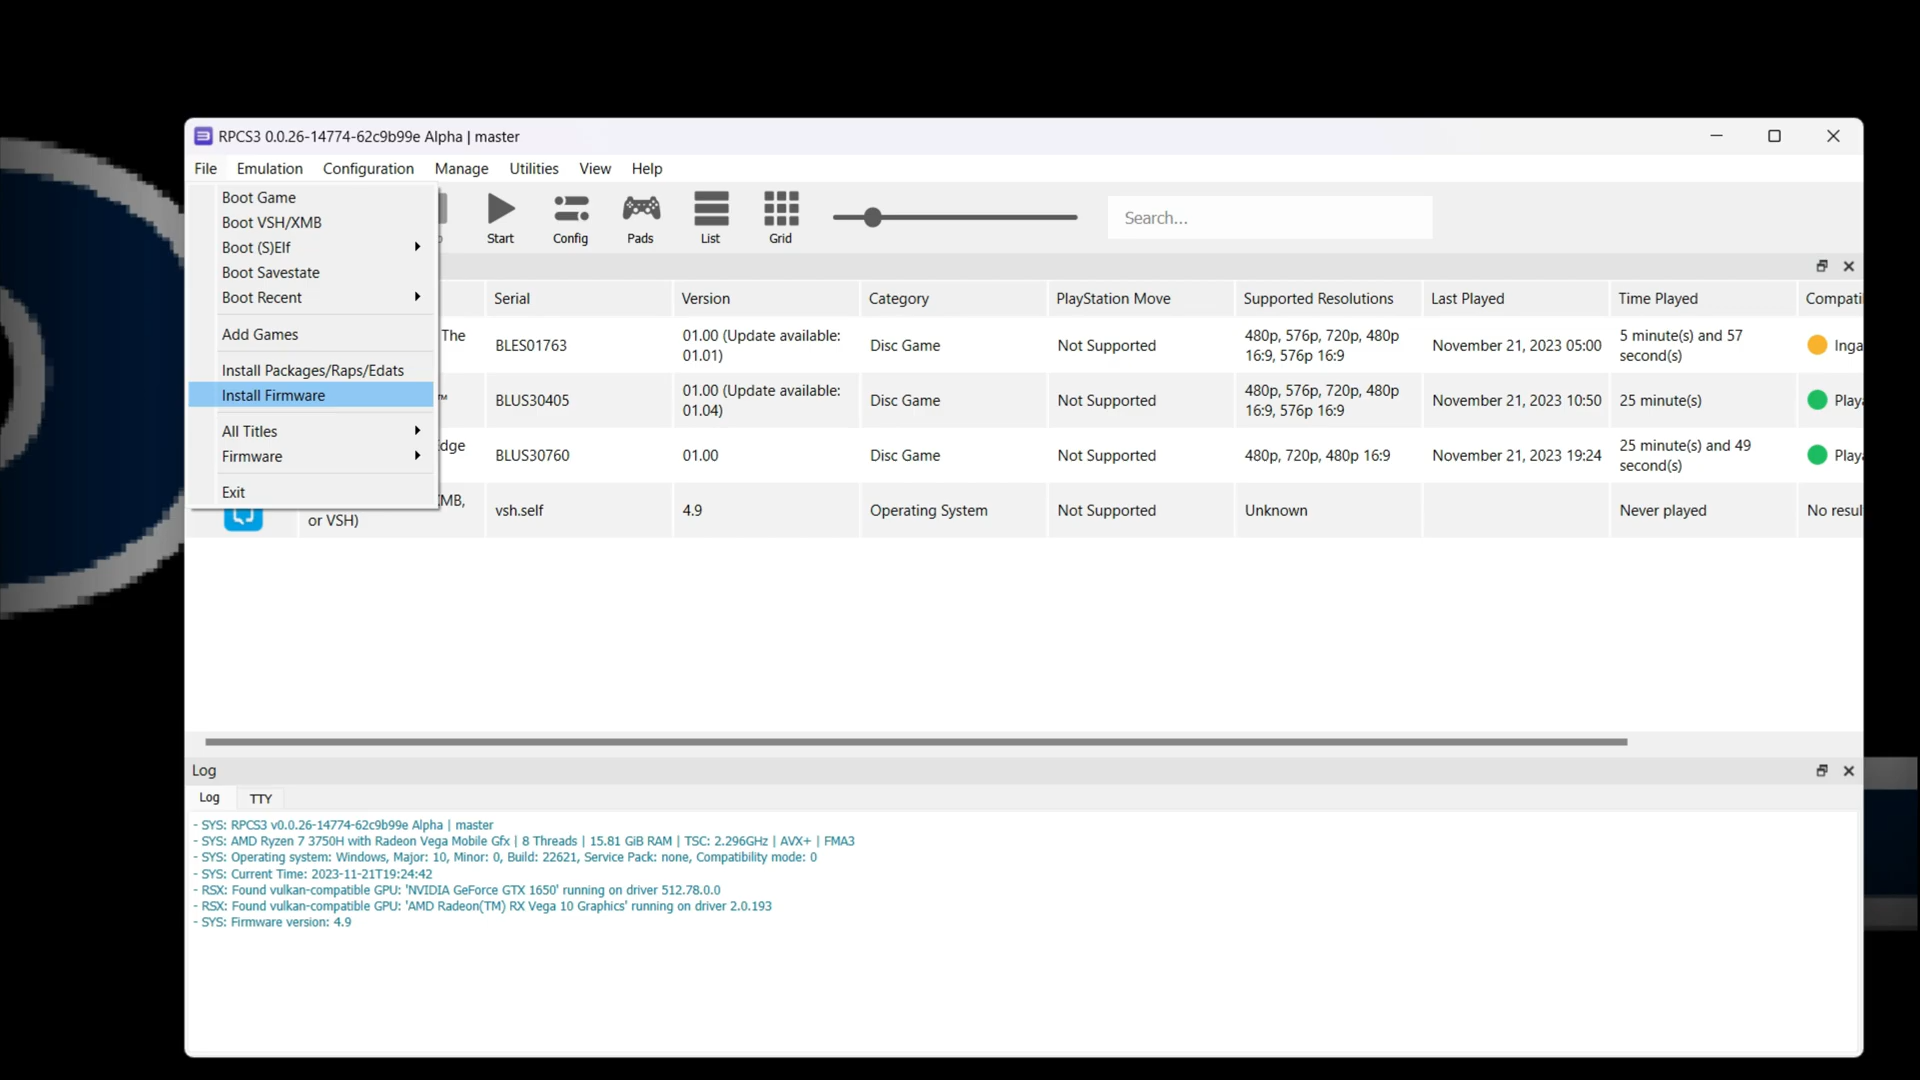 RPCS3 0.0.26-14774-62c9b99e Alpha | master
File Emulation Configuration Manage Utilities View Help
Boot Game
Boot VSH/XMB
Boot (S)Elf
Boot Savestate
Boot Recent
Add Games
Install Packages/Raps/Edats
Install Firmware
All Titles
Firmware
Exit
Start Config Pads List Grid
Search...
Serial Version Category PlayStation Move Supported Resolutions Last Played Time Played Compati
The BLES01763 01.00 (Update available: 01.01) Disc Game Not Supported 480p, 576p, 720p, 480p 16:9, 576p 16:9 November 21, 2023 05:00 5 minute(s) and 57 second(s) Inga
™ BLUS30405 01.00 (Update available: 01.04) Disc Game Not Supported 480p, 576p, 720p, 480p 16:9, 576p 16:9 November 21, 2023 10:50 25 minute(s) Playa
Edge BLUS30760 01.00 Disc Game Not Supported 480p, 720p, 480p 16:9 November 21, 2023 19:24 25 minute(s) and 49 second(s) Playa
XMB, or VSH) vsh.self 4.9 Operating System Not Supported Unknown Never played No resul
Log
Log TTY
- SYS: RPCS3 v0.0.26-14774-62c9b99e Alpha | master
- SYS: AMD Ryzen 7 3750H with Radeon Vega Mobile Gfx | 8 Threads | 15.81 GiB RAM | TSC: 2.296GHz | AVX+ | FMA3
- SYS: Operating system: Windows, Major: 10, Minor: 0, Build: 22621, Service Pack: none, Compatibility mode: 0
- SYS: Current Time: 2023-11-21T19:24:42
- RSX: Found vulkan-compatible GPU: 'NVIDIA GeForce GTX 1650' running on driver 512.78.0.0
- RSX: Found vulkan-compatible GPU: 'AMD Radeon(TM) RX Vega 10 Graphics' running on driver 2.0.193
- SYS: Firmware version: 4.9